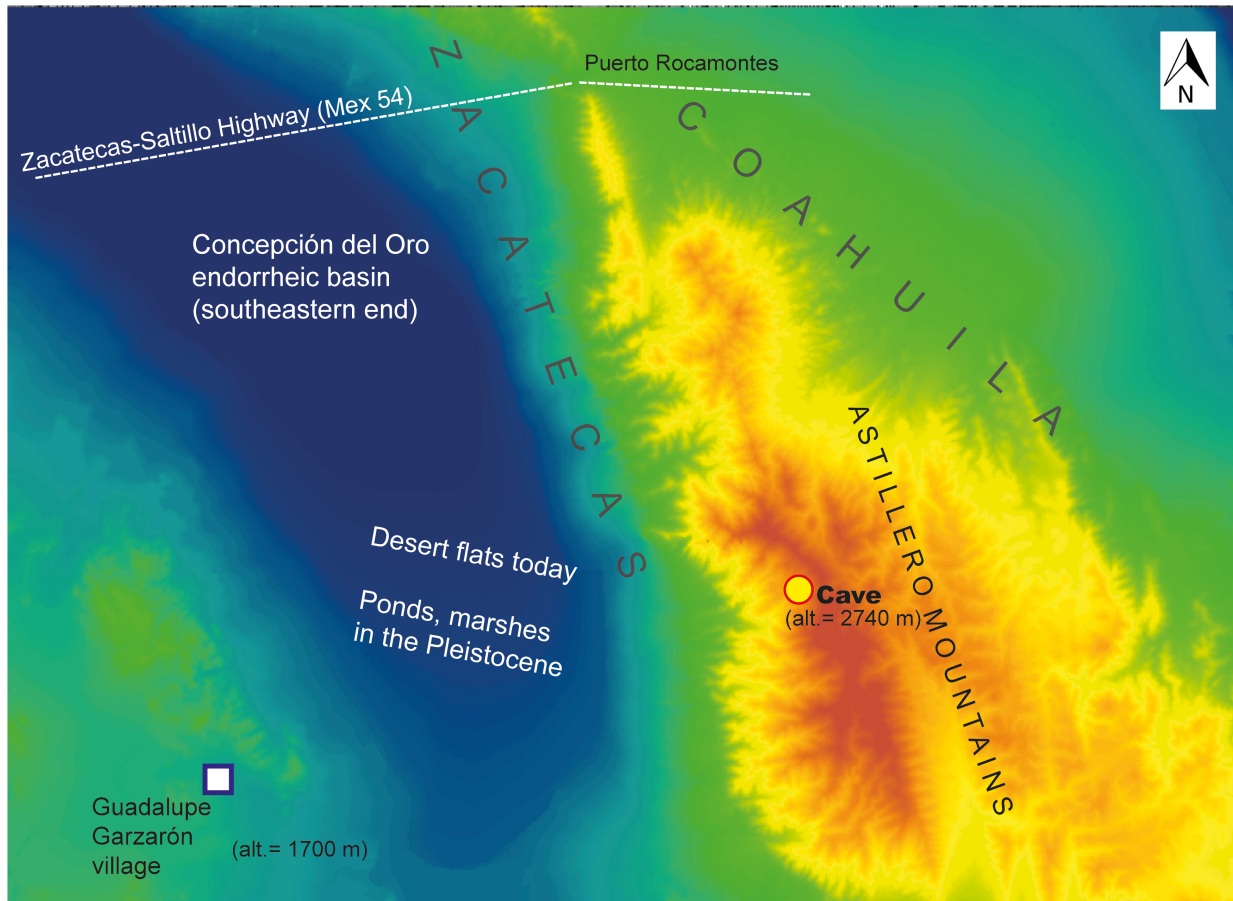 Puerto Rocamontes
N
Zacatecas-Saltillo Highway (Mex 54)
ZACATECAS
COAHUILA
Concepción del Oro
endorrheic basin
(southeastern end)
ASTILLERO MOUNTAINS
Desert flats today
Ponds, marshes
in the Pleistocene
Cave
(alt.= 2740 m)
Guadalupe
Garzarón
village
(alt.= 1700 m)